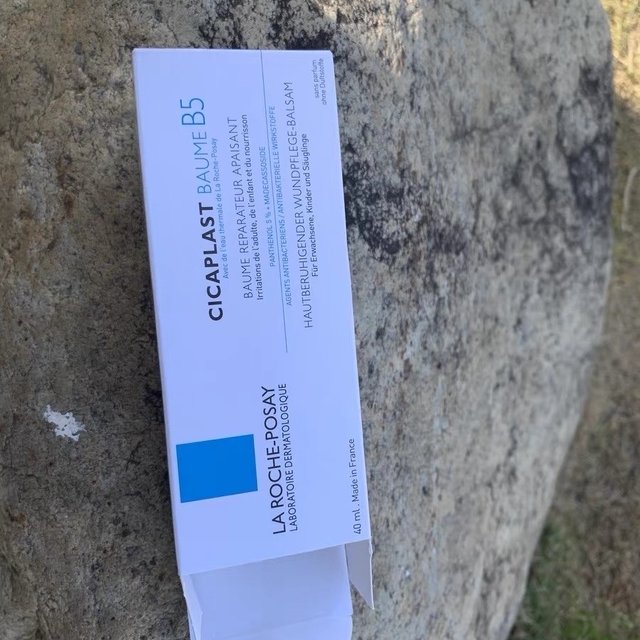 CICAPLAST BAUME B5
Avec de l'eau thermale de La Roche-Posay
BAUME RÉPARATEUR APAISANT
Irritations de l'adulte, de l'enfant et du nourrisson
PANTHENOL 5 % - MADECASSOSIDE
AGENTS ANTIBACTÉRIENS / ANTIBAKTERIELLE WIRKSTOFFE
HAUTBERUHIGENDER WUNDPFLEGE-BALSAM
Für Erwachsene, Kinder und Säuglinge
sans parfum
ohne Duftstoffe
LA ROCHE-POSAY
LABORATOIRE DERMATOLOGIQUE
40 ml . Made in France